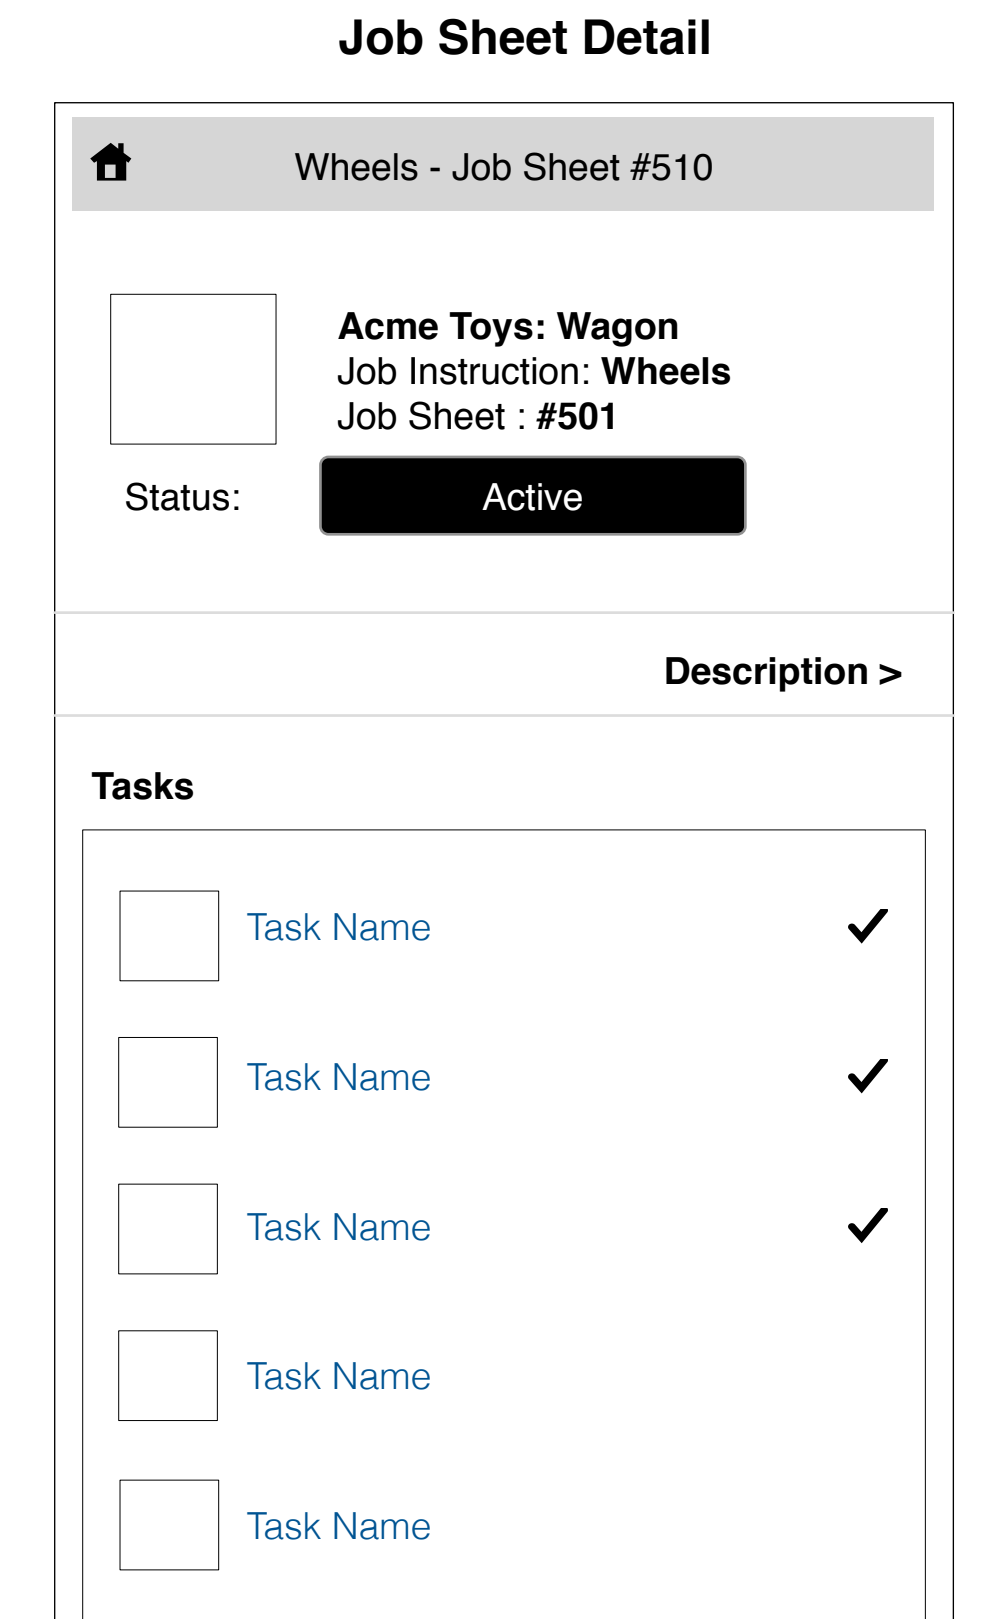 Job Sheet Detail
Wheels - Job Sheet #510
Acme Toys: Wagon
Job Instruction: Wheels
Job Sheet : #501
Status:
Active
Description >
Tasks
Task Name
Task Name
Task Name
Task Name
Task Name